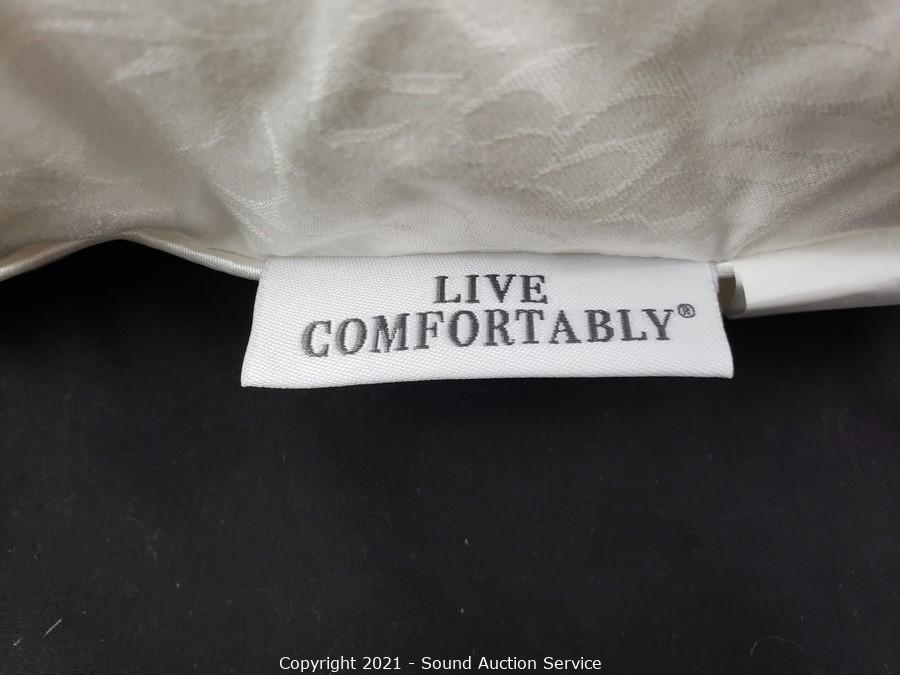 LIVE
COMFORTABLY®
Copyright 2021 - Sound Auction Service